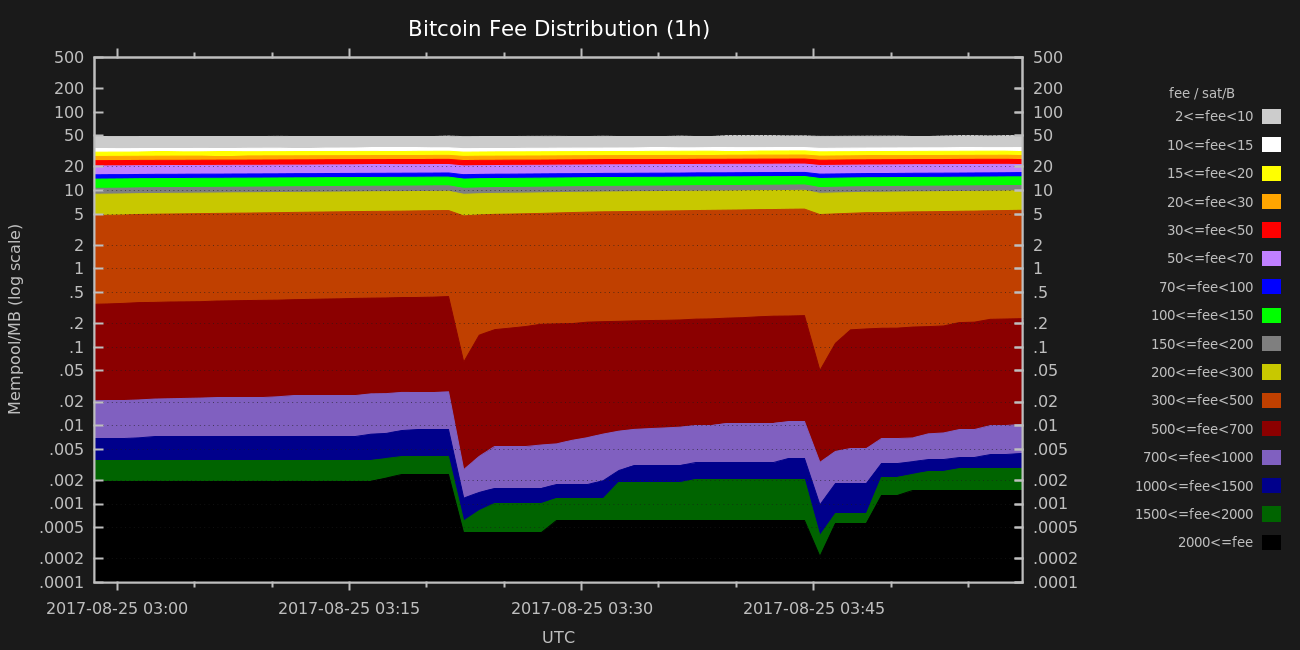 Bitcoin Fee Distribution (1h)
500
200
100
50
20
10
5
2
1
.5
.2
.1
.05
.02
.01
.005
.002
.001
.0005
.0002
.0001
Mempool/MB (log scale)
500
200
100
50
20
10
5
2
1
.5
.2
.1
.05
.02
.01
.005
.002
.001
.0005
.0002
.0001
2017-08-25 03:00
2017-08-25 03:15
2017-08-25 03:30
2017-08-25 03:45
UTC
fee / sat/B
2<=fee<10
10<=fee<15
15<=fee<20
20<=fee<30
30<=fee<50
50<=fee<70
70<=fee<100
100<=fee<150
150<=fee<200
200<=fee<300
300<=fee<500
500<=fee<700
700<=fee<1000
1000<=fee<1500
1500<=fee<2000
2000<=fee